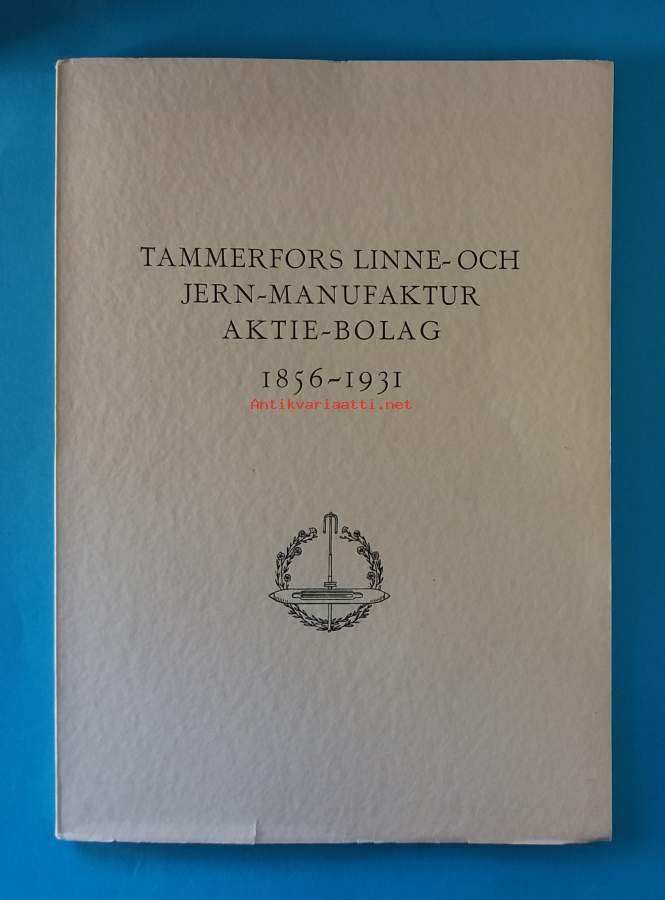 TAMMERFORS LINNE- OCH
JERN-MANUFAKTUR
AKTIE-BOLAG
1856-1931
Antikvariaatti.net